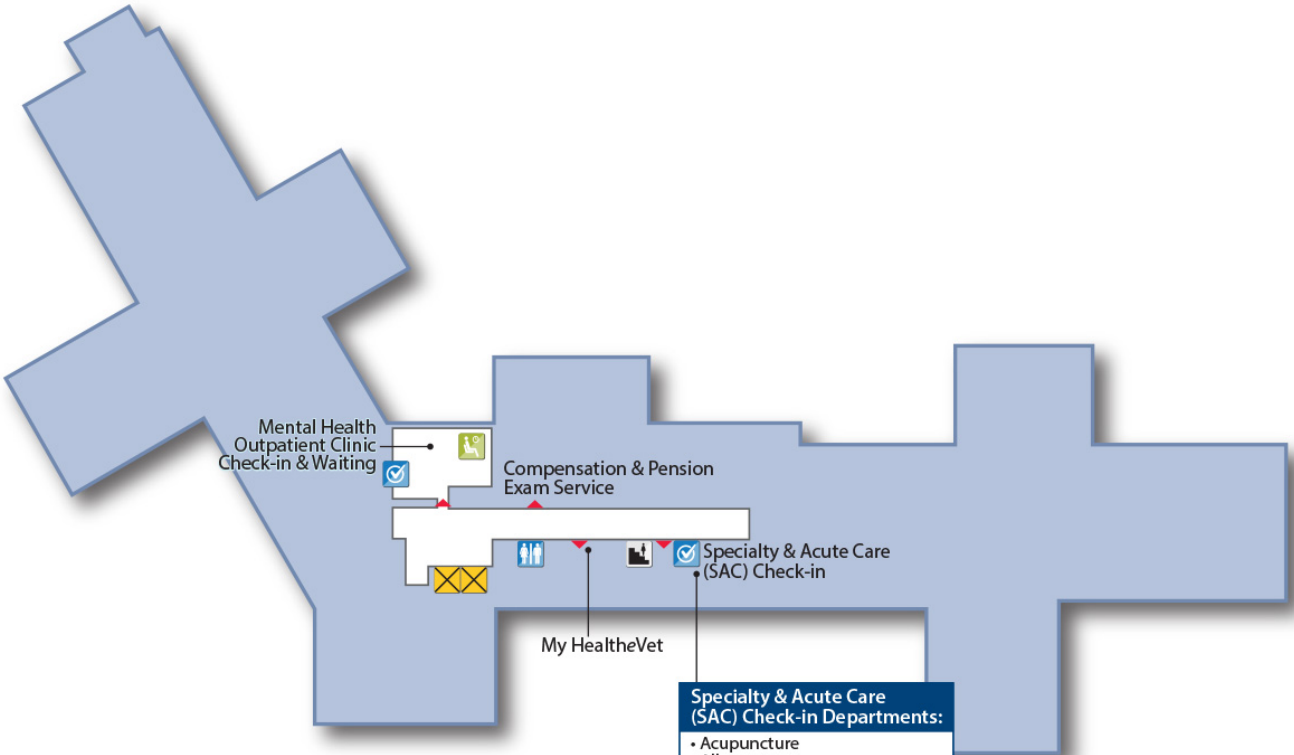 Mental Health
Outpatient Clinic
Check-in & Waiting
Compensation & Pension
Exam Service
Specialty & Acute Care
(SAC) Check-in
My HealtheVet
Specialty & Acute Care
(SAC) Check-in Departments:
• Acupuncture